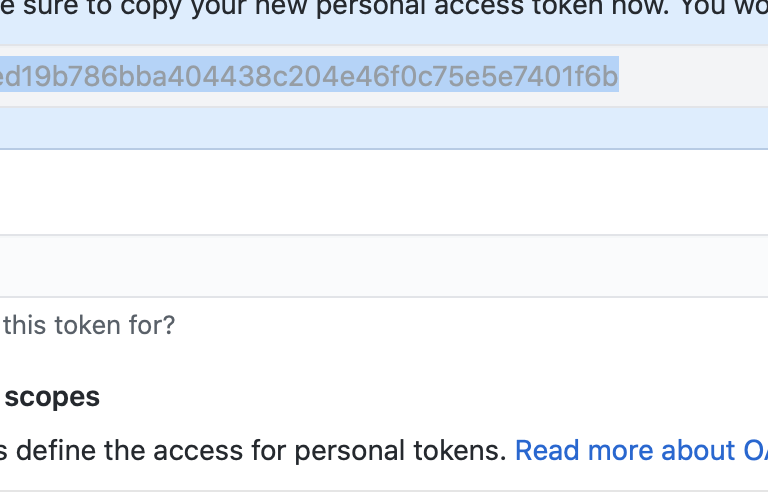 e sure to copy your new personal access token now. You wo
ed19b786bba404438c204e46f0c75e5e7401f6b
this token for?
scopes
s define the access for personal tokens. Read more about OA